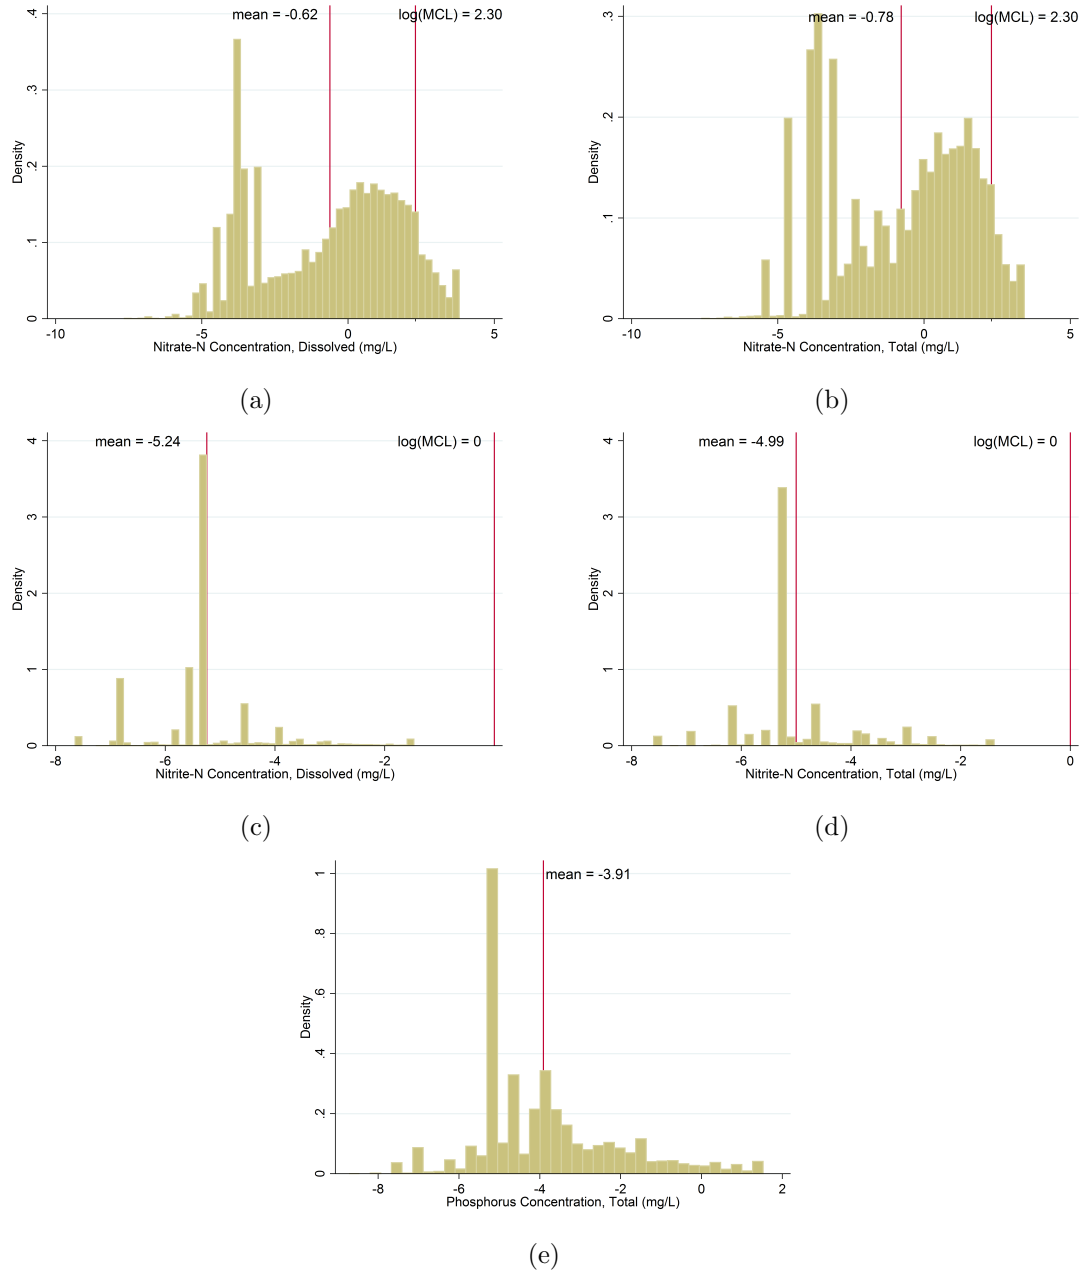 mean = -0.62
log(MCL) = 2.30
Density
0
.1
.2
.3
.4
-10
-5
0
5
Nitrate-N Concentration, Dissolved (mg/L)
(a)
mean = -0.78
log(MCL) = 2.30
Density
0
.1
.2
.3
-10
-5
0
5
Nitrate-N Concentration, Total (mg/L)
(b)
mean = -5.24
log(MCL) = 0
Density
0
1
2
3
4
-8
-6
-4
-2
Nitrite-N Concentration, Dissolved (mg/L)
(c)
mean = -4.99
log(MCL) = 0
Density
0
1
2
3
4
-8
-6
-4
-2
0
Nitrite-N Concentration, Total (mg/L)
(d)
mean = -3.91
Density
0
.2
.4
.6
.8
1
-8
-6
-4
-2
0
2
Phosphorus Concentration, Total (mg/L)
(e)